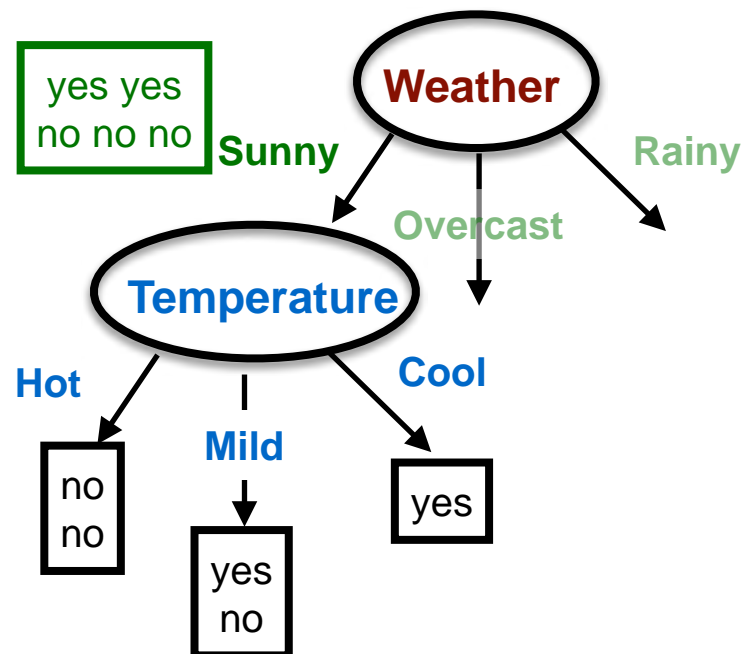 Weather
yes yes
no no no
Sunny
Rainy
Overcast
Temperature
Hot
Cool
Mild
no
no
yes
no
yes